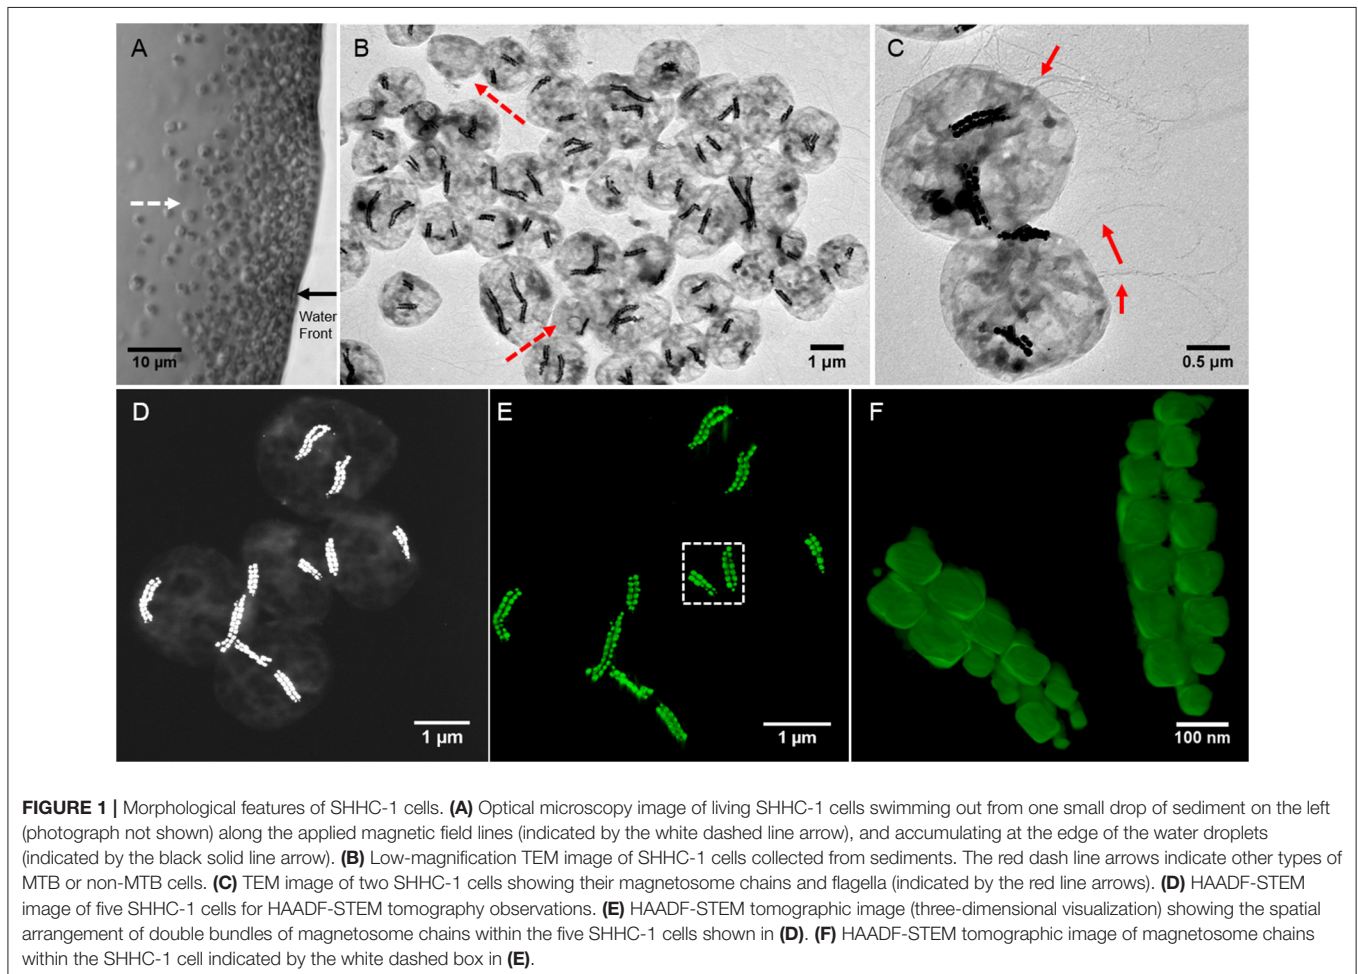 A
B
C
Water
Front
10 µm
1 µm
0.5 µm
D
E
F
1 µm
1 µm
100 nm
FIGURE 1 | Morphological features of SHHC-1 cells. (A) Optical microscopy image of living SHHC-1 cells swimming out from one small drop of sediment on the left
(photograph not shown) along the applied magnetic field lines (indicated by the white dashed line arrow), and accumulating at the edge of the water droplets
(indicated by the black solid line arrow). (B) Low-magnification TEM image of SHHC-1 cells collected from sediments. The red dash line arrows indicate other types of
MTB or non-MTB cells. (C) TEM image of two SHHC-1 cells showing their magnetosome chains and flagella (indicated by the red line arrows). (D) HAADF-STEM
image of five SHHC-1 cells for HAADF-STEM tomography observations. (E) HAADF-STEM tomographic image (three-dimensional visualization) showing the spatial
arrangement of double bundles of magnetosome chains within the five SHHC-1 cells shown in (D). (F) HAADF-STEM tomographic image of magnetosome chains
within the SHHC-1 cell indicated by the white dashed box in (E).